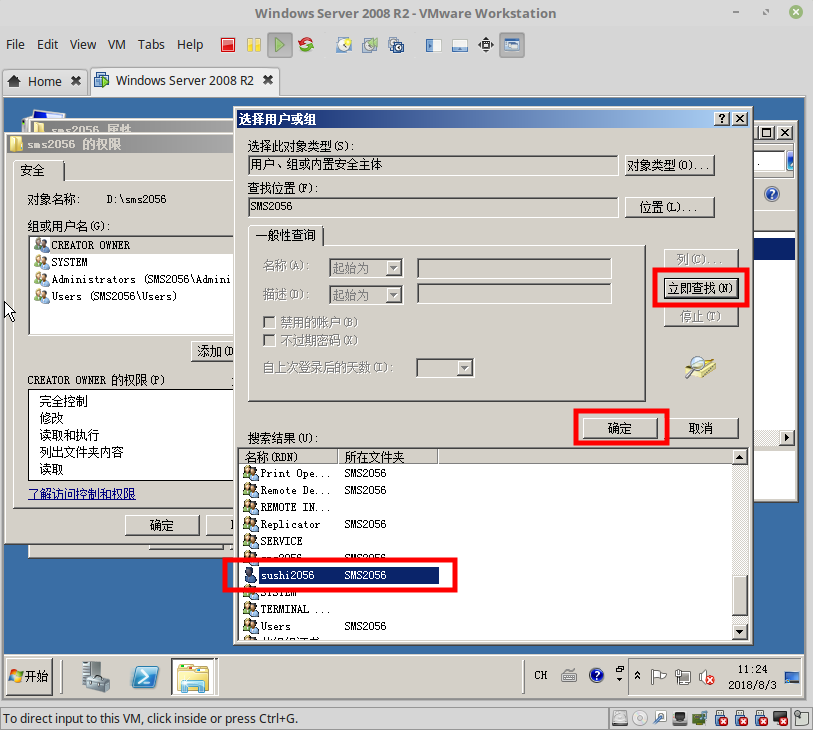 Windows Server 2008 R2 - VMware Workstation
File Edit View VM Tabs Help
Home
Windows Server 2008 R2
sms2056 属性
sms2056 的权限
安全
对象名称: D:\sms2056
组或用户名(G):
CREATOR OWNER
SYSTEM
Administrators (SMS2056\Admini
Users (SMS2056\Users)
添加(D
CREATOR OWNER 的权限(P)
完全控制
修改
读取和执行
列出文件夹内容
读取
了解访问控制和权限
确定
选择用户或组
选择此对象类型(S):
用户、组或内置安全主体
对象类型(O)...
查找位置(F):
SMS2056
位置(L)...
一般性查询
名称(A): 起始为
描述(D): 起始为
禁用的帐户(B)
不过期密码(X)
自上次登录后的天数(I):
列(C)...
立即查找(N)
停止(T)
确定
取消
搜索结果(U):
名称(RDN) 所在文件夹
Print Ope... SMS2056
Remote De... SMS2056
REMOTE IN...
Replicator SMS2056
SERVICE
SMS2056
sushi2056 SMS2056
SYSTEM
TERMINAL ...
Users SMS2056
开始
CH
11:24
2018/8/3
To direct input to this VM, click inside or press Ctrl+G.